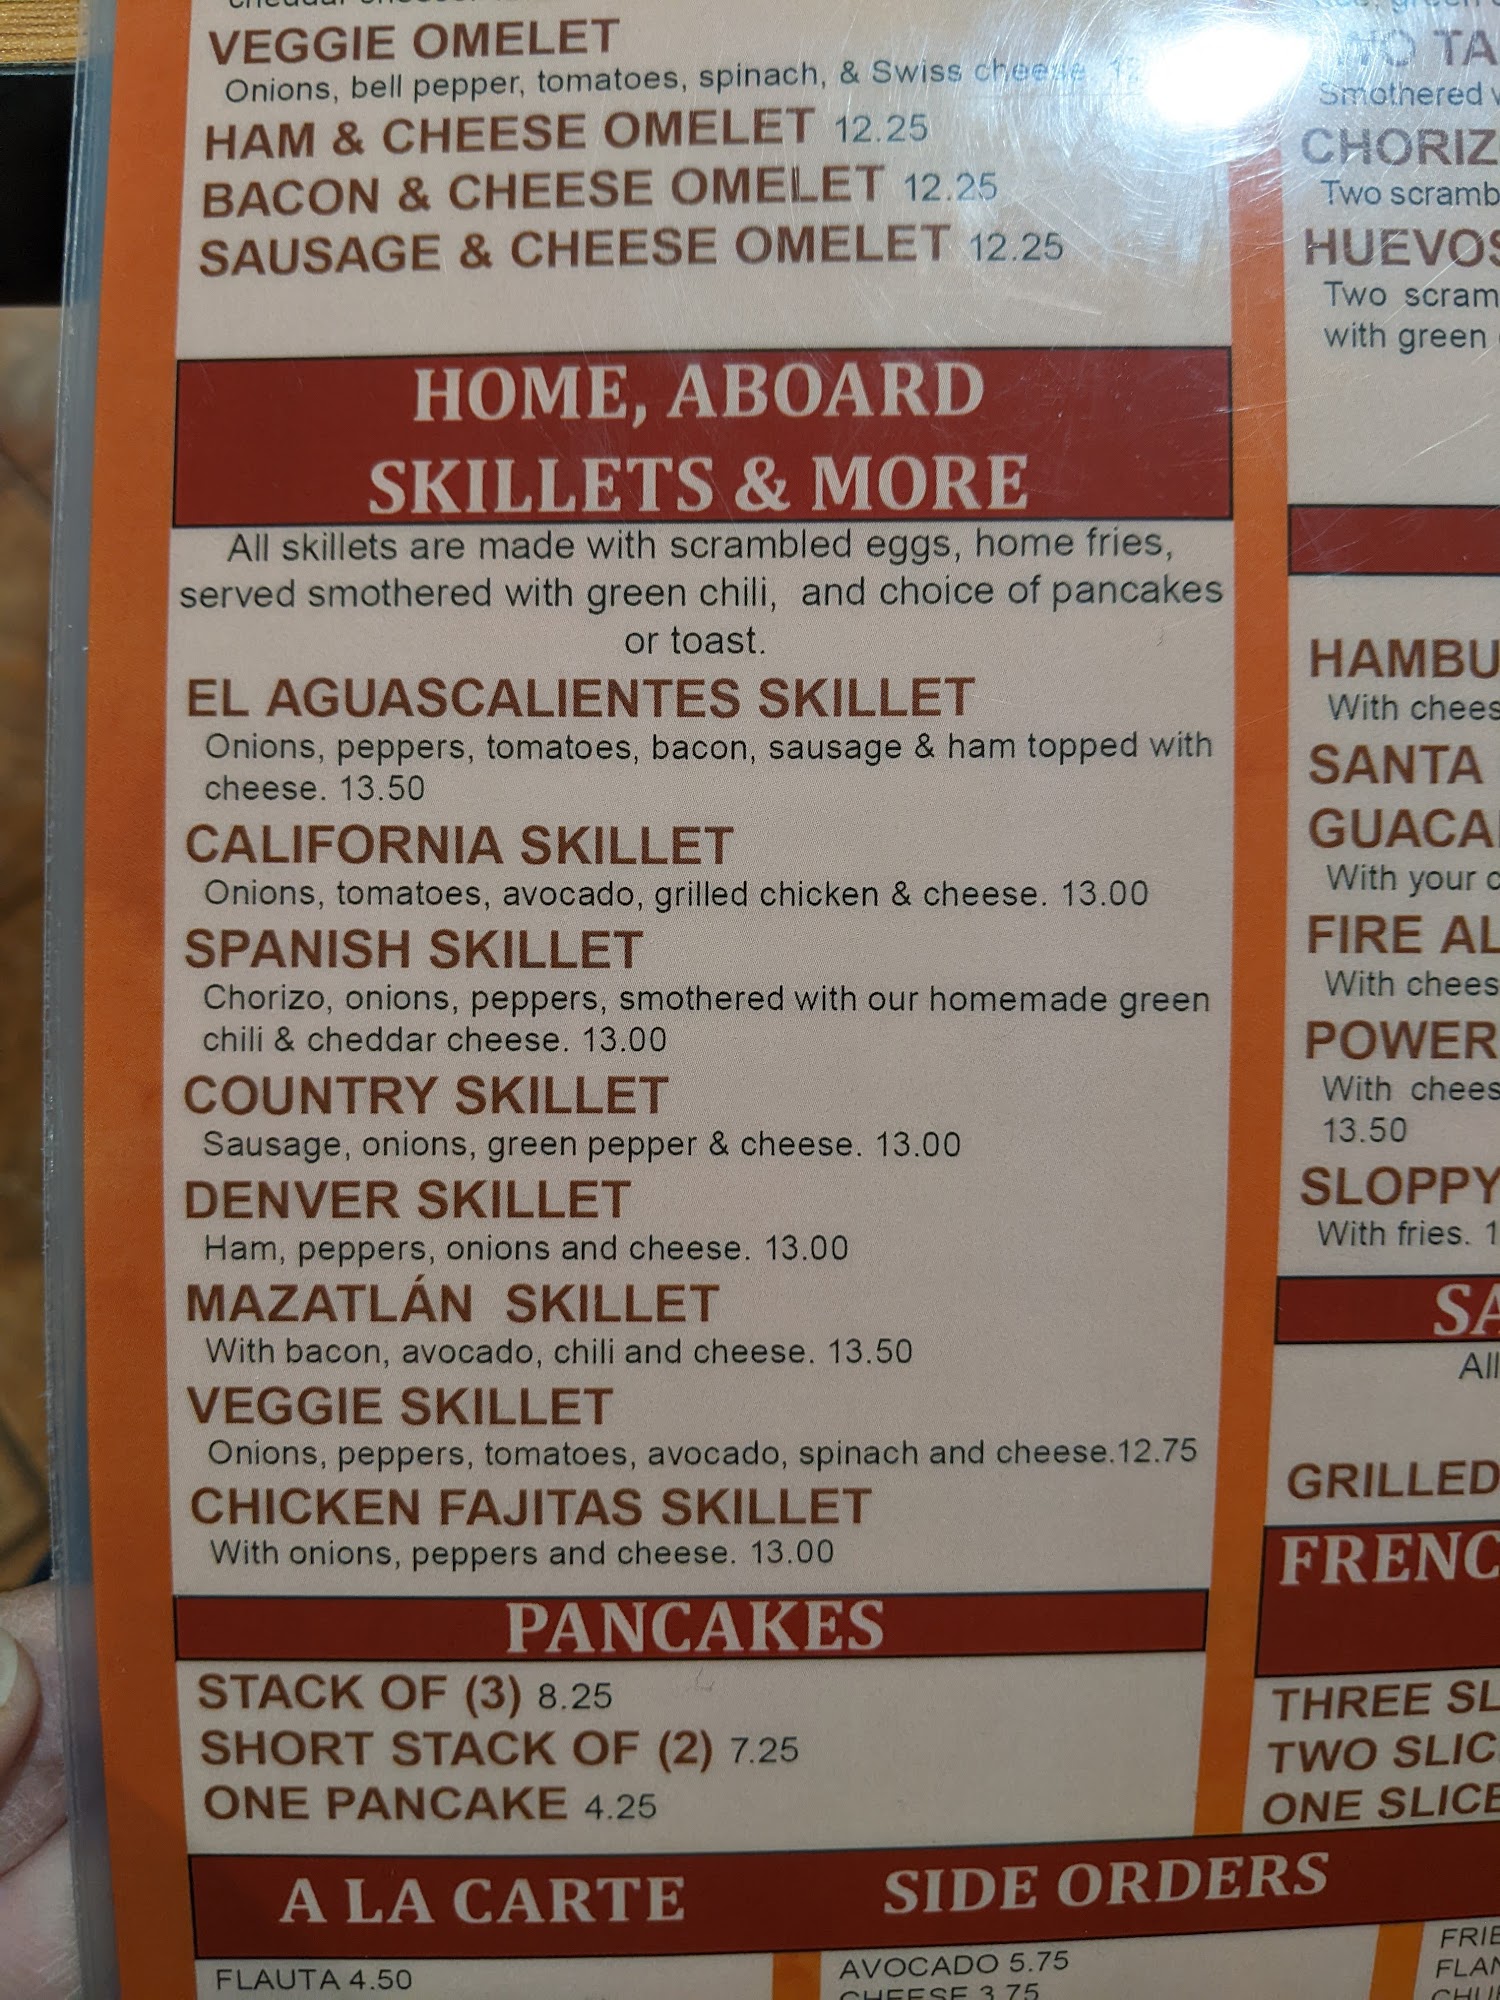 VEGGIE OMELET
Onions, bell pepper, tomatoes, spinach, & Swiss cheese.
HAM & CHEESE OMELET 12.25
BACON & CHEESE OMELET 12.25
SAUSAGE & CHEESE OMELET 12.25
HOME, ABOARD
SKILLETS & MORE
All skillets are made with scrambled eggs, home fries,
served smothered with green chili, and choice of pancakes
or toast.
EL AGUASCALIENTES SKILLET
Onions, peppers, tomatoes, bacon, sausage & ham topped with
cheese. 13.50
CALIFORNIA SKILLET
Onions, tomatoes, avocado, grilled chicken & cheese. 13.00
SPANISH SKILLET
Chorizo, onions, peppers, smothered with our homemade green
chili & cheddar cheese. 13.00
COUNTRY SKILLET
Sausage, onions, green pepper & cheese. 13.00
DENVER SKILLET
Ham, peppers, onions and cheese. 13.00
MAZATLÁN SKILLET
With bacon, avocado, chili and cheese. 13.50
VEGGIE SKILLET
Onions, peppers, tomatoes, avocado, spinach and cheese.12.75
CHICKEN FAJITAS SKILLET
With onions, peppers and cheese. 13.00
PANCAKES
STACK OF (3) 8.25
SHORT STACK OF (2) 7.25
ONE PANCAKE 4.25
A LA CARTE
FLAUTA 4.50
SIDE ORDERS
AVOCADO 5.75
CHEESE 3.75
Smothered
CHORIZ
Two scramb
HUEVOS
Two scram
with green
HAMBU
With chees
SANTA
GUACA
With your
FIRE AL
With chees
POWER
With chees
13.50
SLOPPY
With fries. 1
SA
All
GRILLED
FRENC
THREE SL
TWO SLIC
ONE SLICE
FRIE
FLAN